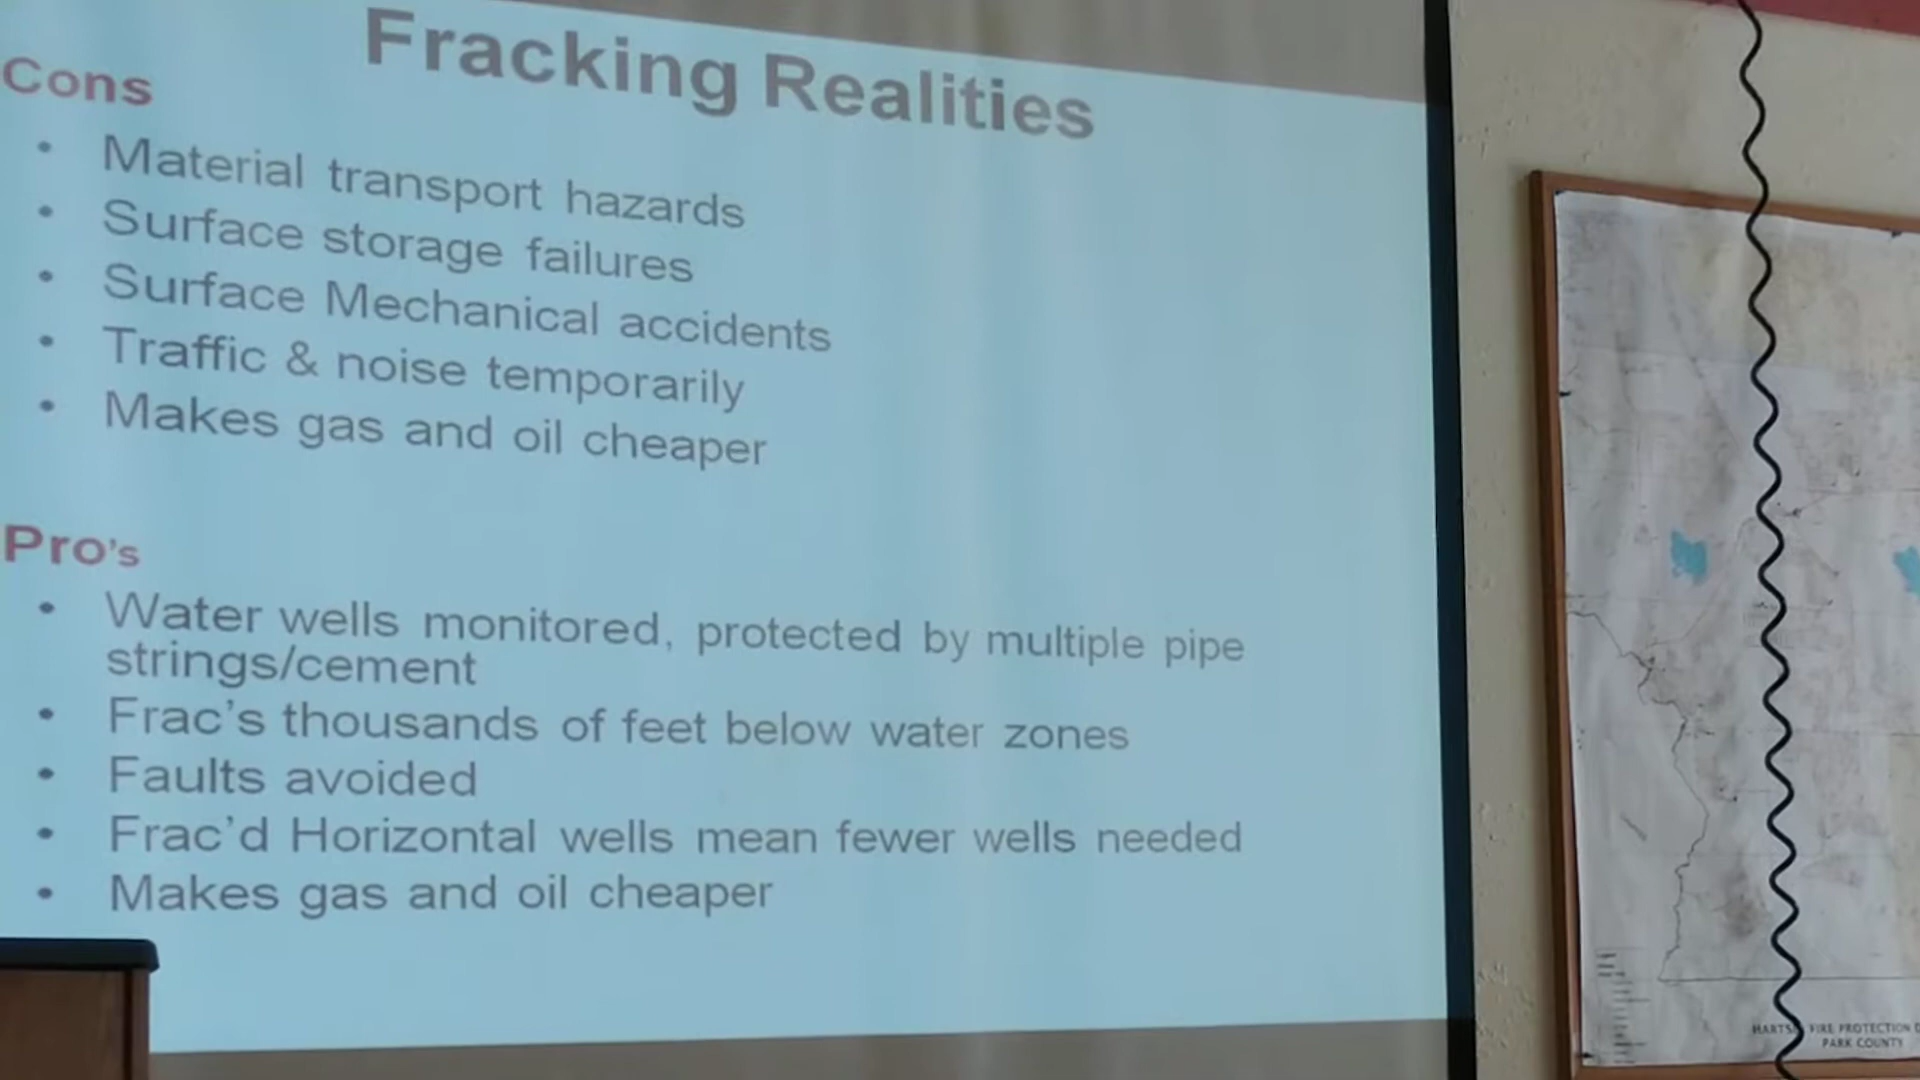 Fracking Realities
Cons
• Material transport hazards
• Surface storage failures
• Surface Mechanical accidents
• Traffic & noise temporarily
• Makes gas and oil cheaper
Pro's
• Water wells monitored, protected by multiple pipe
strings/cement
• Frac's thousands of feet below water zones
• Faults avoided
• Frac'd Horizontal wells mean fewer wells needed
• Makes gas and oil cheaper
FIRE PROTECTION
PARK COUNTY